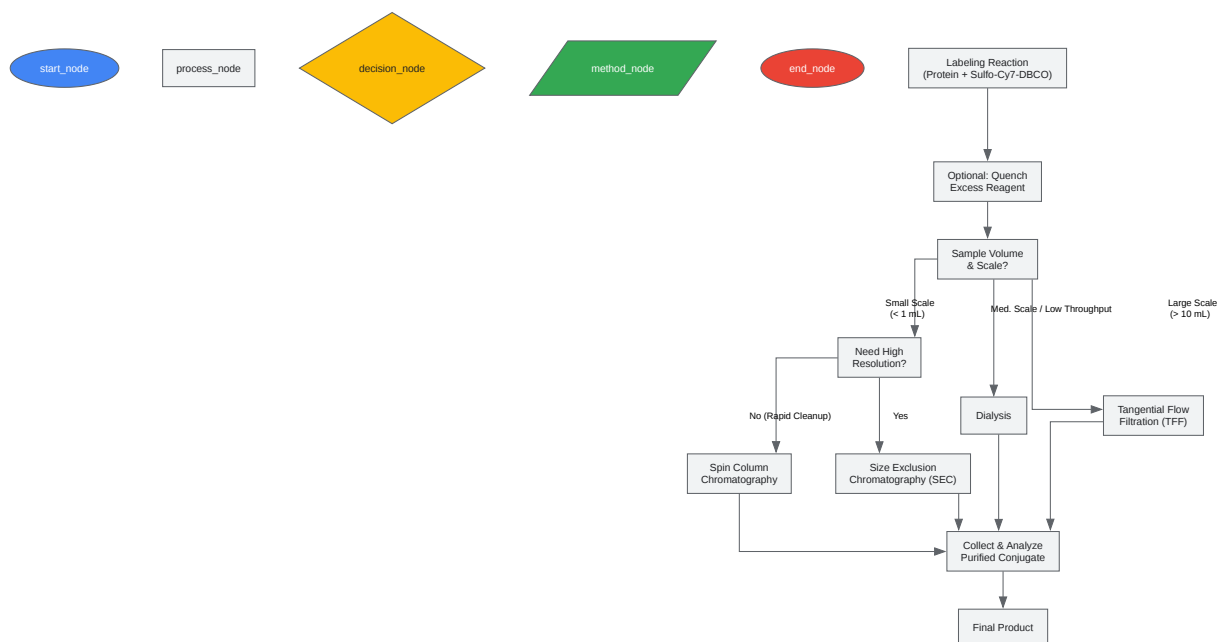 start_node
process_node
decision_node
method_node
end_node
Labeling Reaction
(Protein + Sulfo-Cy7-DBCO)
Optional: Quench
Excess Reagent
Sample Volume
& Scale?
Small Scale
(< 1 mL)
Med. Scale / Low Throughput
Large Scale
(> 10 mL)
Need High
Resolution?
No (Rapid Cleanup)
Yes
Dialysis
Tangential Flow
Filtration (TFF)
Spin Column
Chromatography
Size Exclusion
Chromatography (SEC)
Collect & Analyze
Purified Conjugate
Final Product